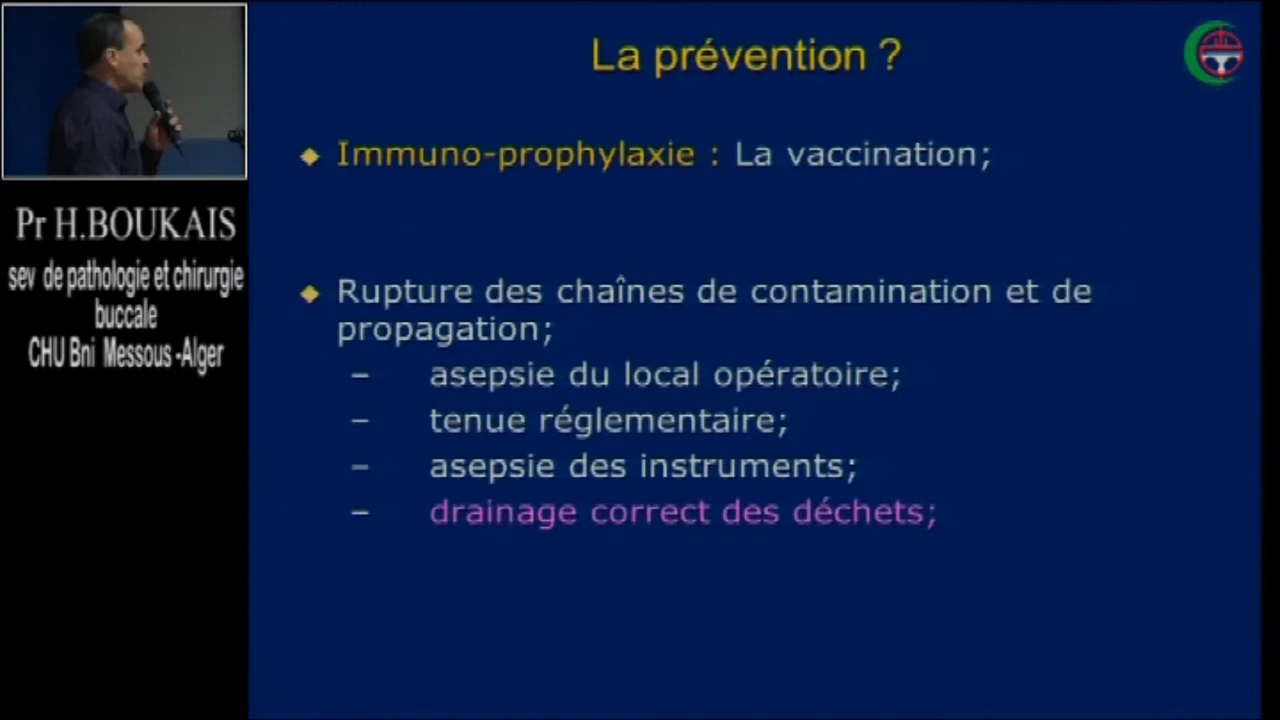 La prévention ?
Immuno-prophylaxie : La vaccination;
Rupture des chaînes de contamination et de
propagation;
– asepsie du local opératoire;
– tenue réglementaire;
– asepsie des instruments;
– drainage correct des déchets;
Pr H.BOUKAIS
sev de pathologie et chirurgie
buccale
CHU Bni Messous -Alger